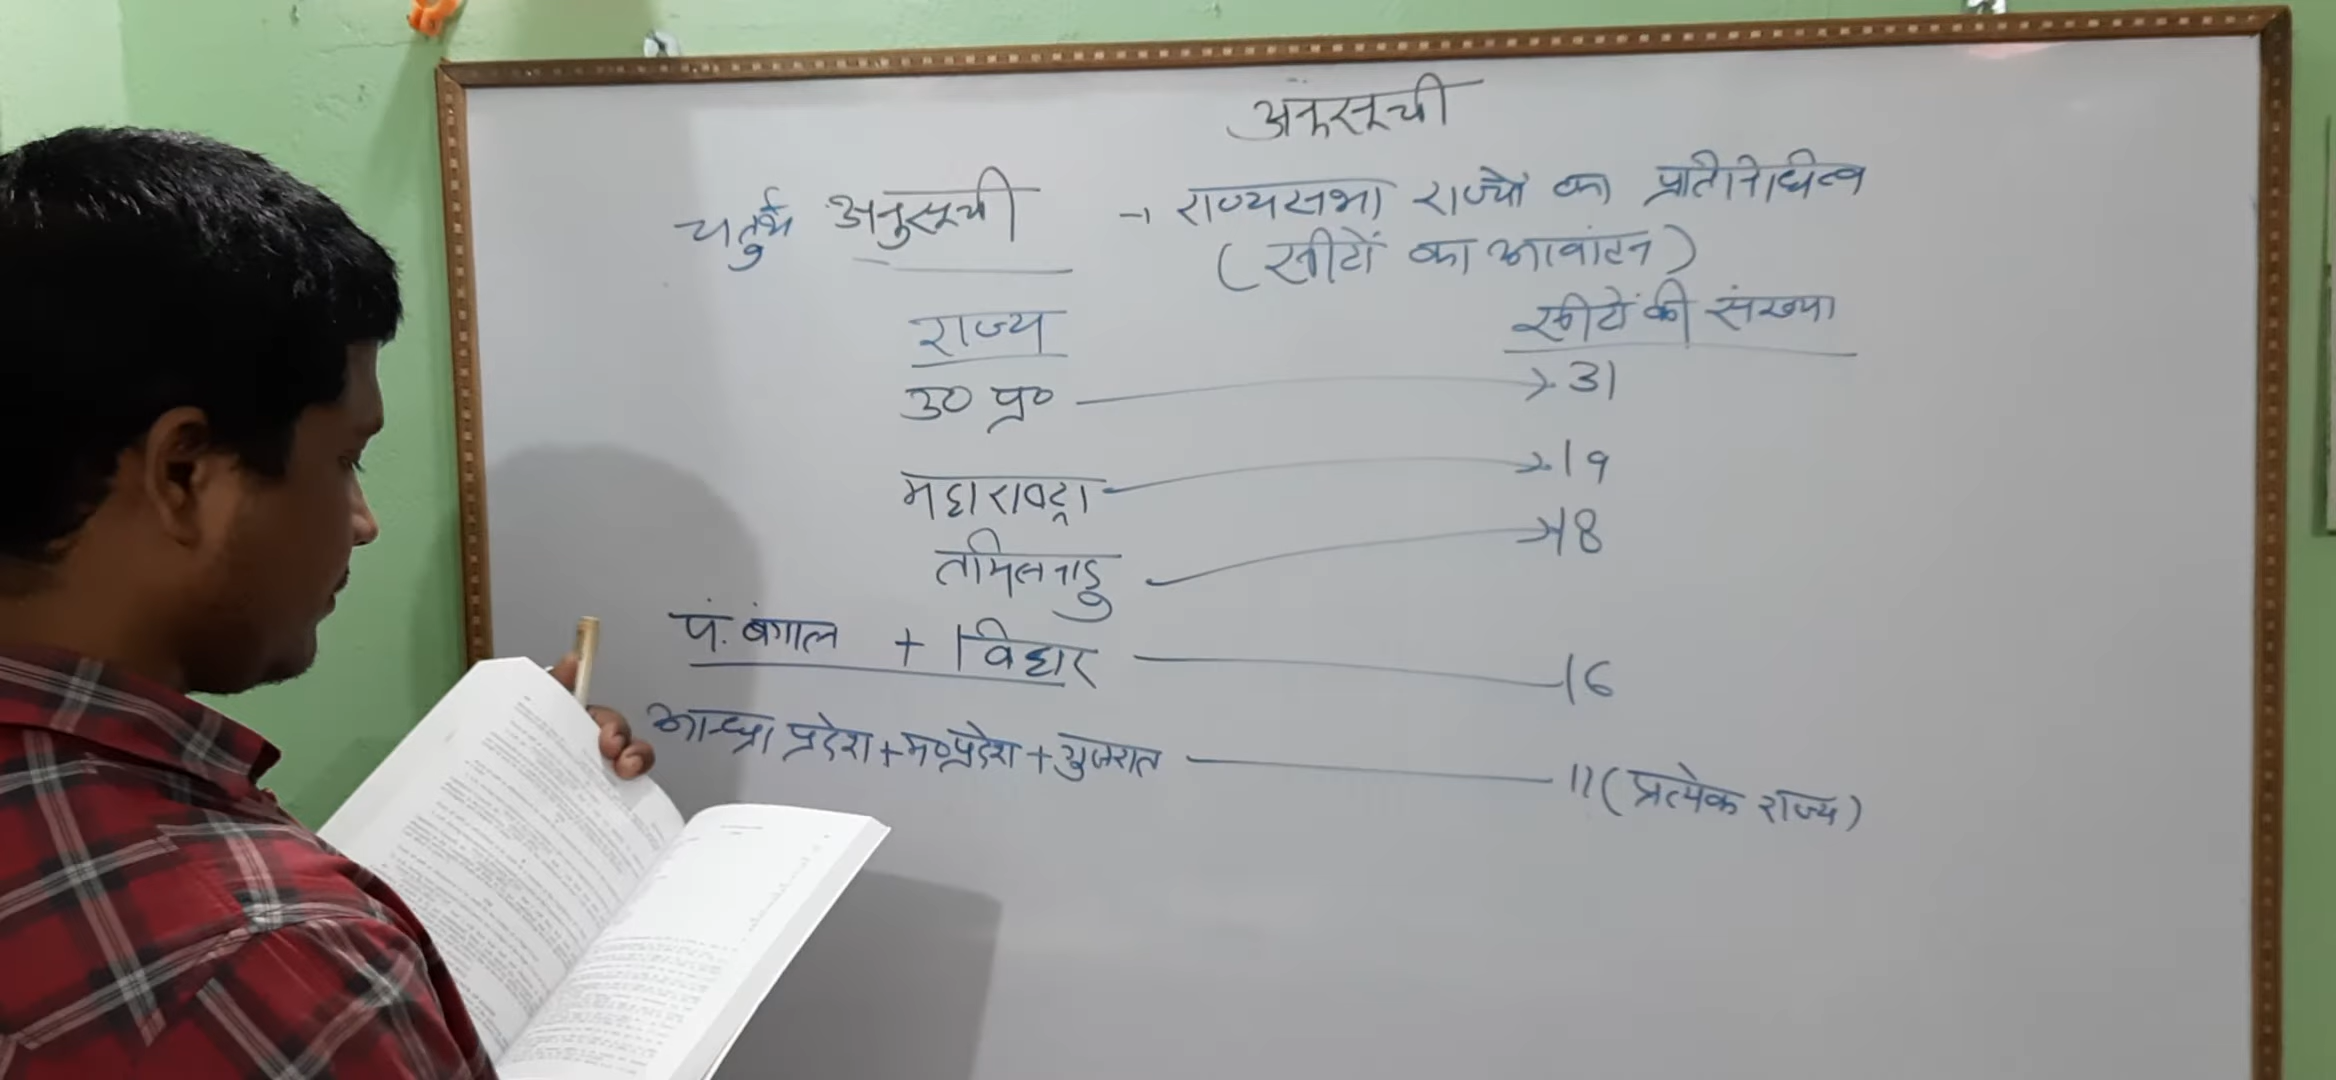 अनुसूची
चतुर्थ अनुसूची → राज्यसभा राज्यों का प्रतिनिधित्व
(सीटों का आवांटन)
राज्य सीटों की संख्या
उ० प्र० → 31
महाराष्ट्रा → 19
तमिलनाडु → 18
पं. बंगाल + बिहार — 16
आन्ध्रा प्रदेश + म०प्रदेश + गुजरात — 11 (प्रत्येक राज्य)